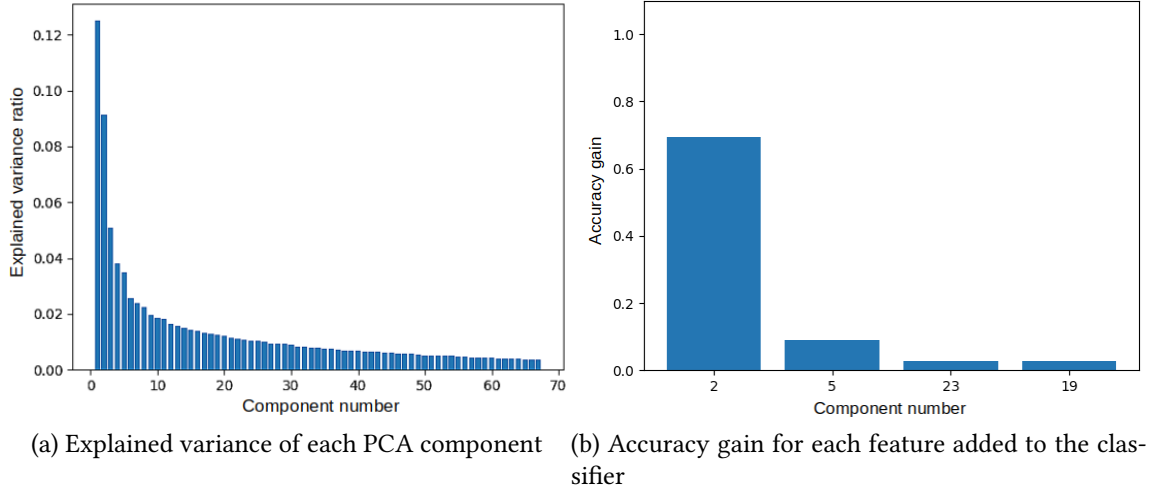 0.12
0.10
0.08
0.06
0.04
0.02
0.00
Explained variance ratio
0 10 20 30 40 50 60 70
Component number
(a) Explained variance of each PCA component
1.0
0.8
0.6
0.4
0.2
0.0
Accuracy gain
2 5 23 19
Component number
(b) Accuracy gain for each feature added to the clas-
sifier